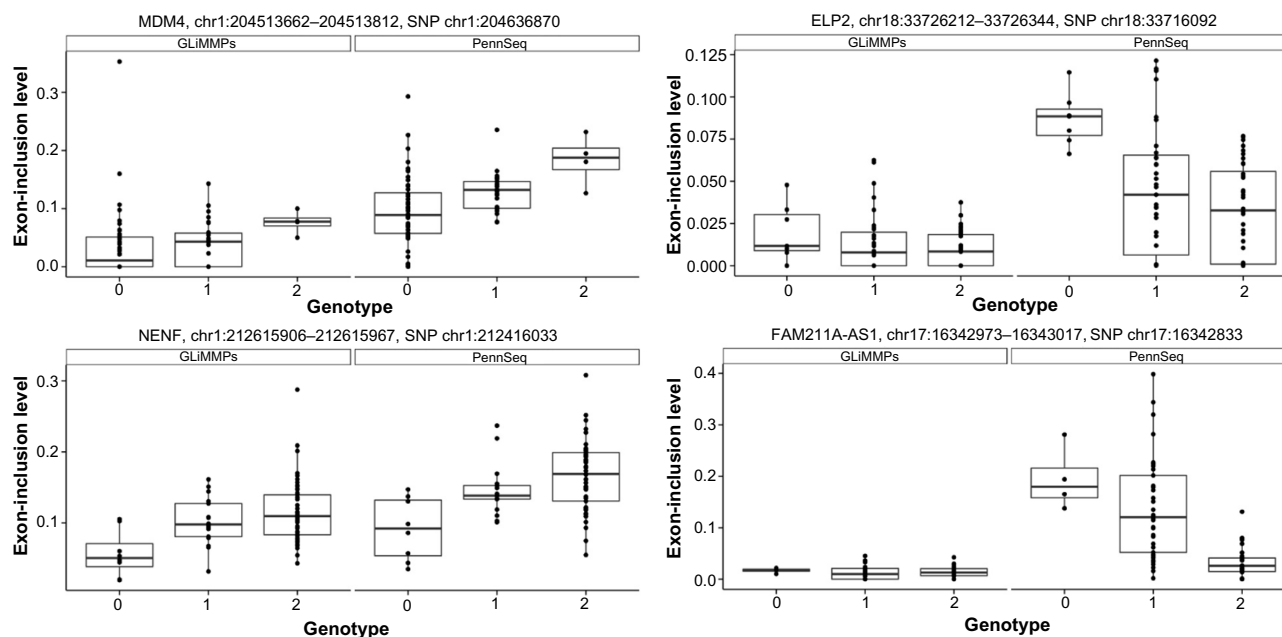 MDM4, chr1:204513662–204513812, SNP chr1:204636870
GLiMMPs PennSeq
Exon-inclusion level
0.3
0.2
0.1
0.0
0 1 2 0 1 2
Genotype
ELP2, chr18:33726212–33726344, SNP chr18:33716092
GLiMMPs PennSeq
Exon-inclusion level
0.125
0.100
0.075
0.050
0.025
0.000
0 1 2 0 1 2
Genotype
NENF, chr1:212615906–212615967, SNP chr1:212416033
GLiMMPs PennSeq
Exon-inclusion level
0.3
0.2
0.1
0 1 2 0 1 2
Genotype
FAM211A-AS1, chr17:16342973–16343017, SNP chr17:16342833
GLiMMPs PennSeq
Exon-inclusion level
0.4
0.3
0.2
0.1
0.0
0 1 2 0 1 2
Genotype